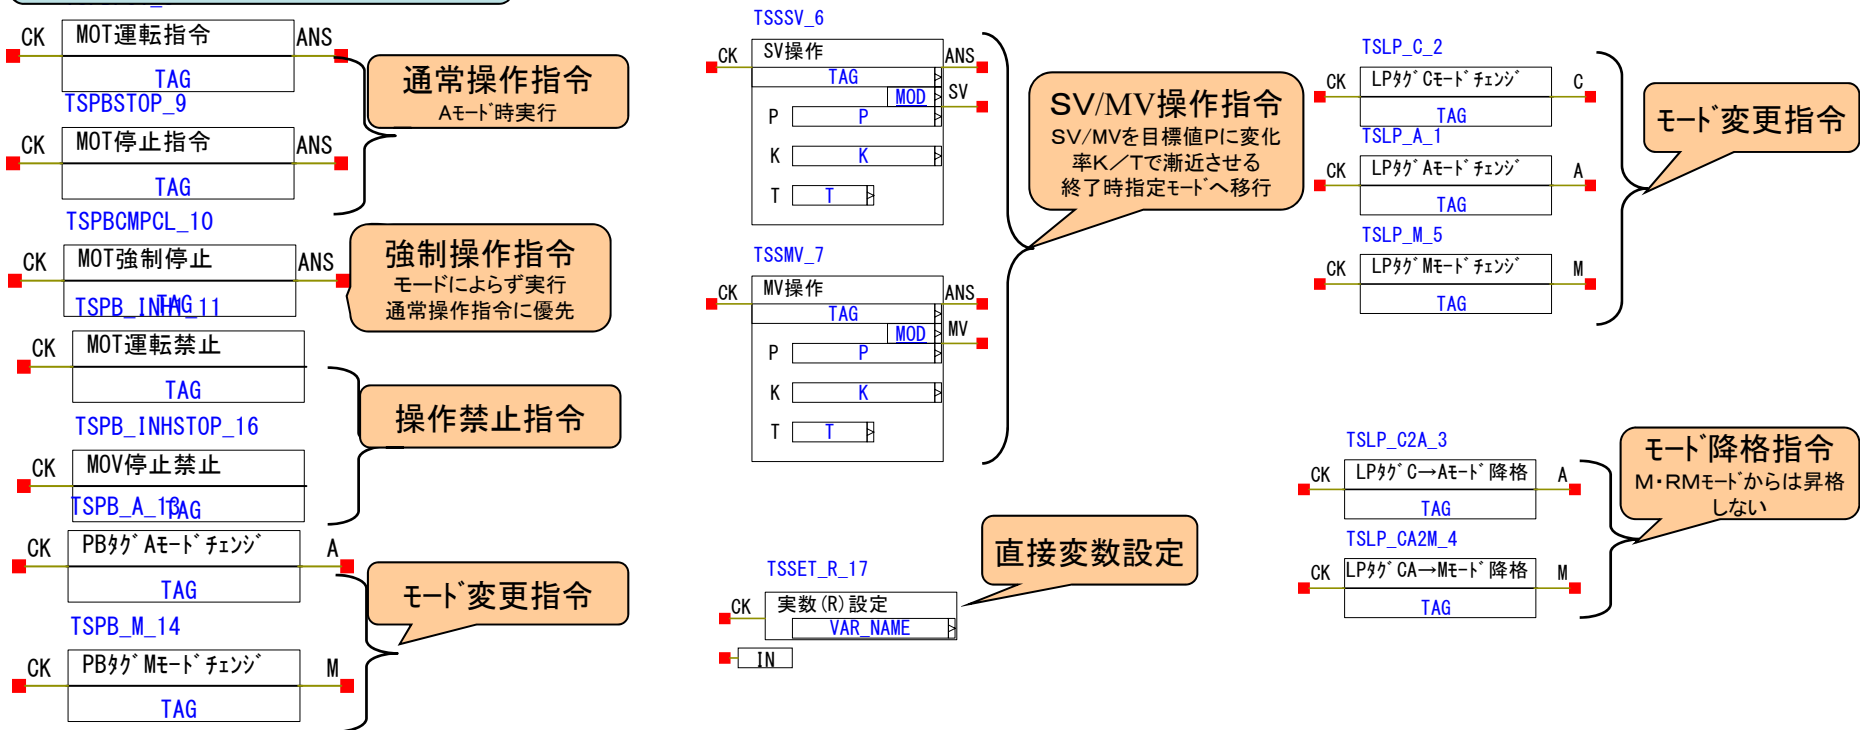 CK
MOT運転指令
ANS
TAG
通常操作指令
Aモード時実行
TSPBSTOP_9
CK
MOT停止指令
ANS
TAG
TSPBCMPCL_10
CK
MOT強制停止
ANS
TAG
強制操作指令
モードによらず実行
通常操作指令に優先
TSPB_INH1_11
CK
MOT運転禁止
TAG
TSPB_INHSTOP_16
CK
MOV停止禁止
TAG
操作禁止指令
TSPB_A_13
CK
PBタグAモードチェンジ
A
TAG
TSPB_M_14
CK
PBタグMモードチェンジ
M
TAG
モード変更指令
TSSSV_6
CK
SV操作
ANS
TAG
MOD
SV
P
P
K
K
T
T
TSSMV_7
CK
MV操作
ANS
TAG
MOD
MV
P
P
K
K
T
T
SV/MV操作指令
SV/MVを目標値Pに変化
率K/Tで漸近させる
終了時指定モードへ移行
TSSET_R_17
CK
実数(R)設定
VAR_NAME
IN
直接変数設定
TSLP_C_2
CK
LPタグCモードチェンジ
C
TAG
TSLP_A_1
CK
LPタグAモードチェンジ
A
TAG
TSLP_M_5
CK
LPタグMモードチェンジ
M
TAG
モード変更指令
TSLP_C2A_3
CK
LPタグC→Aモード降格
A
TAG
TSLP_CA2M_4
CK
LPタグCA→Mモード降格
M
TAG
モード降格指令
M・RMモードからは昇格
しない